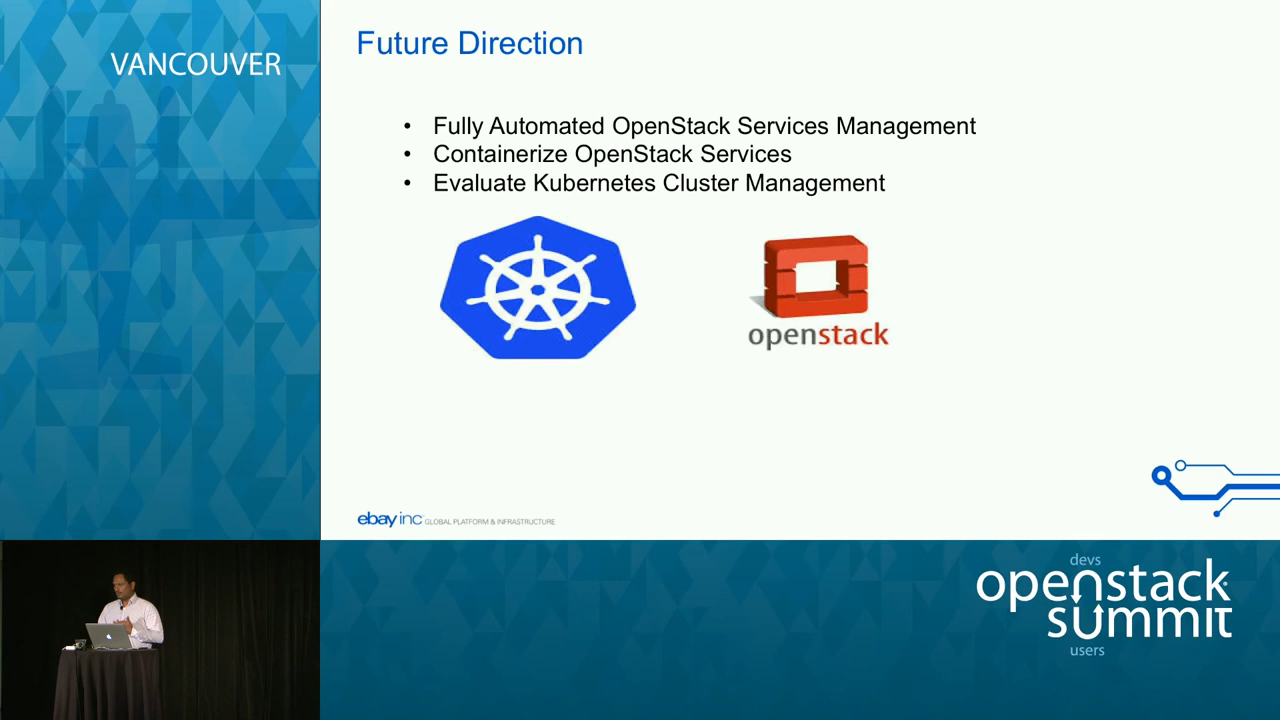 VANCOUVER
Future Direction
• Fully Automated OpenStack Services Management
• Containerize OpenStack Services
• Evaluate Kubernetes Cluster Management
openstack
ebay inc GLOBAL PLATFORM & INFRASTRUCTURE
devs
openstack
summit
users